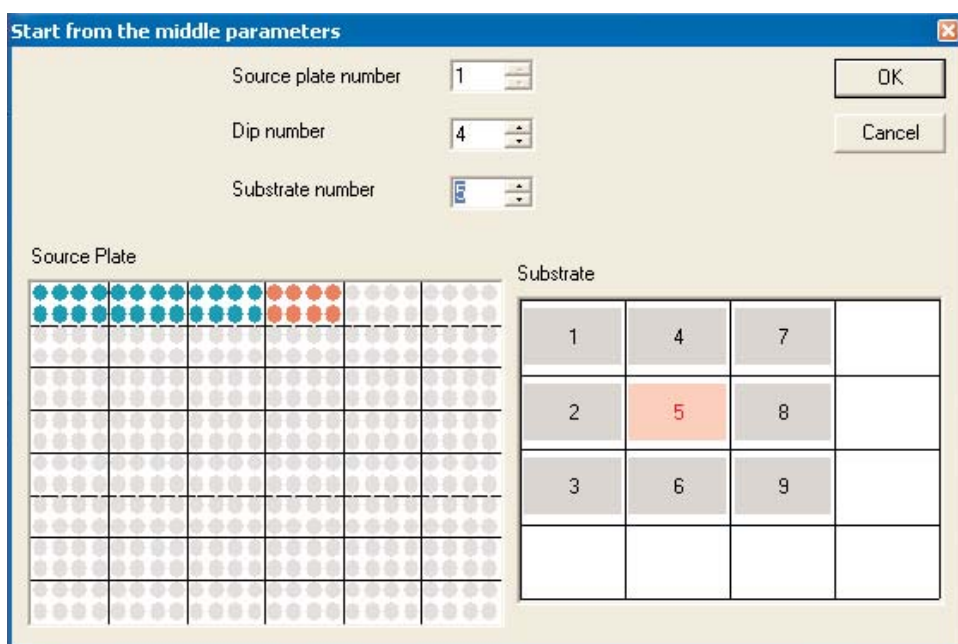 Start from the middle parameters
Source plate number 1
OK
Dip number 4
Cancel
Substrate number 5
Source Plate
Substrate
1 4 7
2 5 8
3 6 9